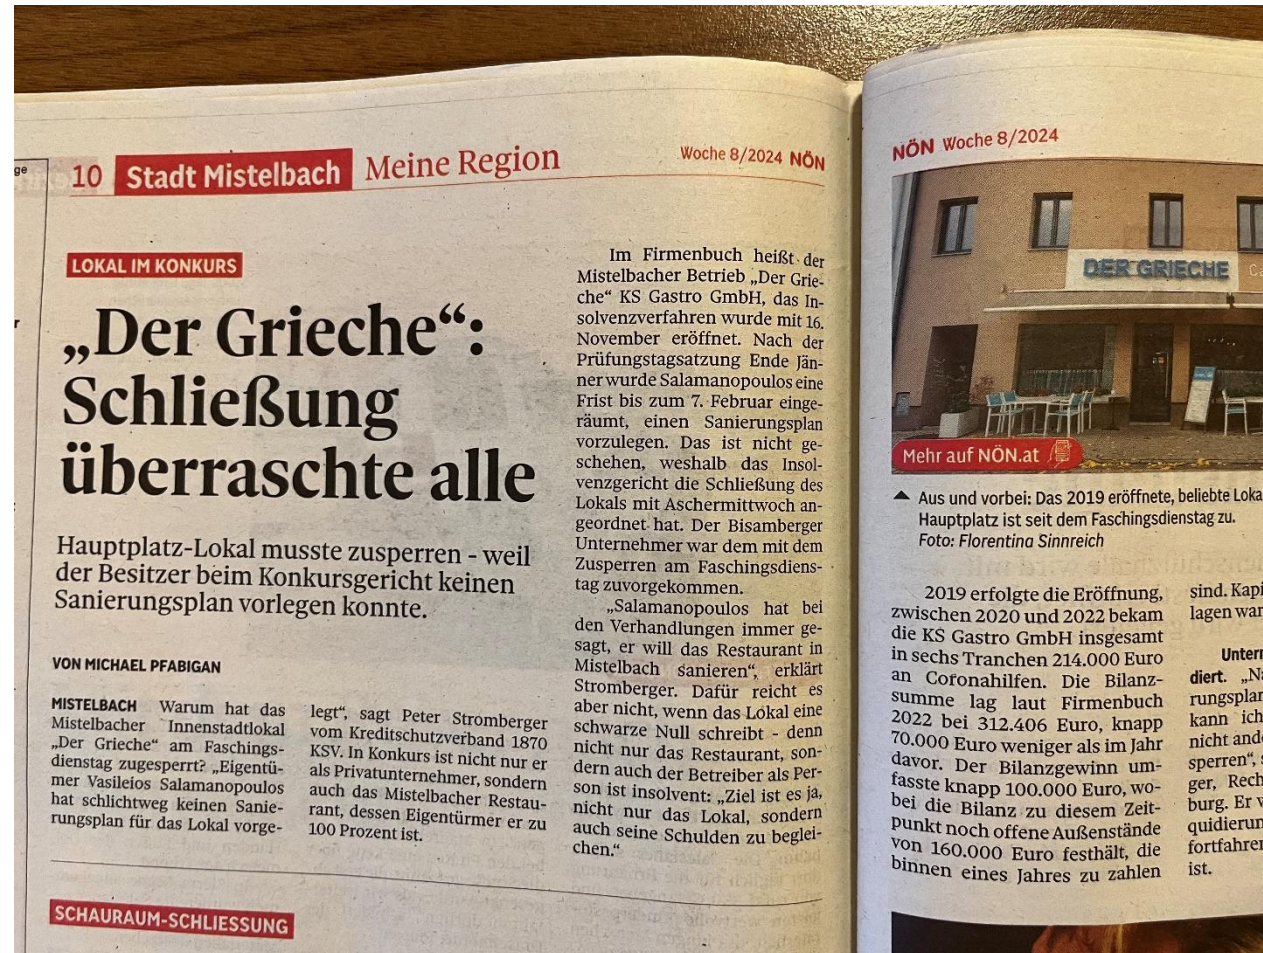 ge
r
10 Stadt Mistelbach Meine Region
Woche 8/2024 NÖN
LOKAL IM KONKURS
„Der Grieche“:
Schließung
überraschte alle
Hauptplatz-Lokal musste zusperren - weil
der Besitzer beim Konkursgericht keinen
Sanierungsplan vorlegen konnte.
VON MICHAEL PFABIGAN
MISTELBACH Warum hat das
Mistelbacher Innenstadtlokal
„Der Grieche“ am Faschings-
dienstag zugesperrt? „Eigentü-
mer Vasileios Salamanopoulos
hat schlichtweg keinen Sanie-
rungsplan für das Lokal vorge-
legt“, sagt Peter Stromberger
vom Kreditschutzverband 1870
KSV. In Konkurs ist nicht nur er
als Privatunternehmer, sondern
auch das Mistelbacher Restau-
rant, dessen Eigentürmer er zu
100 Prozent ist.
Im Firmenbuch heißt der
Mistelbacher Betrieb „Der Grie-
che“ KS Gastro GmbH, das In-
solvenzverfahren wurde mit 16.
November eröffnet. Nach der
Prüfungstagsatzung Ende Jän-
ner wurde Salamanopoulos eine
Frist bis zum 7. Februar einge-
räumt, einen Sanierungsplan
vorzulegen. Das ist nicht ge-
schehen, weshalb das Insol-
venzgericht die Schließung des
Lokals mit Aschermittwoch an-
geordnet hat. Der Bisamberger
Unternehmer war dem mit dem
Zusperren am Faschingsdiens-
tag zuvorgekommen.
„Salamanopoulos hat bei
den Verhandlungen immer ge-
sagt, er will das Restaurant in
Mistelbach sanieren“, erklärt
Stromberger. Dafür reicht es
aber nicht, wenn das Lokal eine
schwarze Null schreibt - denn
nicht nur das Restaurant, son-
dern auch der Betreiber als Per-
son ist insolvent: „Ziel ist es ja,
nicht nur das Lokal, sondern
auch seine Schulden zu beglei-
chen.“
SCHAURAUM-SCHLIESSUNG
NÖN Woche 8/2024
DER GRIECHE Ca
Mehr auf NÖN.at
Aus und vorbei: Das 2019 eröffnete, beliebte Loka
Hauptplatz ist seit dem Faschingsdienstag zu.
Foto: Florentina Sinnreich
2019 erfolgte die Eröffnung,
zwischen 2020 und 2022 bekam
die KS Gastro GmbH insgesamt
in sechs Tranchen 214.000 Euro
an Coronahilfen. Die Bilanz-
summe lag laut Firmenbuch
2022 bei 312.406 Euro, knapp
70.000 Euro weniger als im Jahr
davor. Der Bilanzgewinn um-
fasste knapp 100.000 Euro, wo-
bei die Bilanz zu diesem Zeit-
punkt noch offene Außenstände
von 160.000 Euro festhält, die
binnen eines Jahres zu zahlen
sind. Kapi
lagen war
Untern
diert. „Na
rungsplan
kann ich
nicht ande
sperren“, s
ger, Rech
burg. Er v
quidierun
fortfahren
ist.